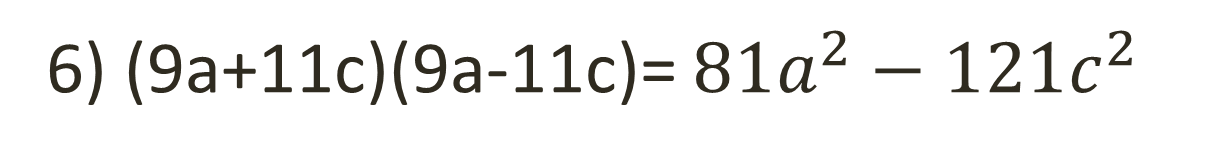 6) (9a+11c)(9a-11c)= 81a² − 121c²